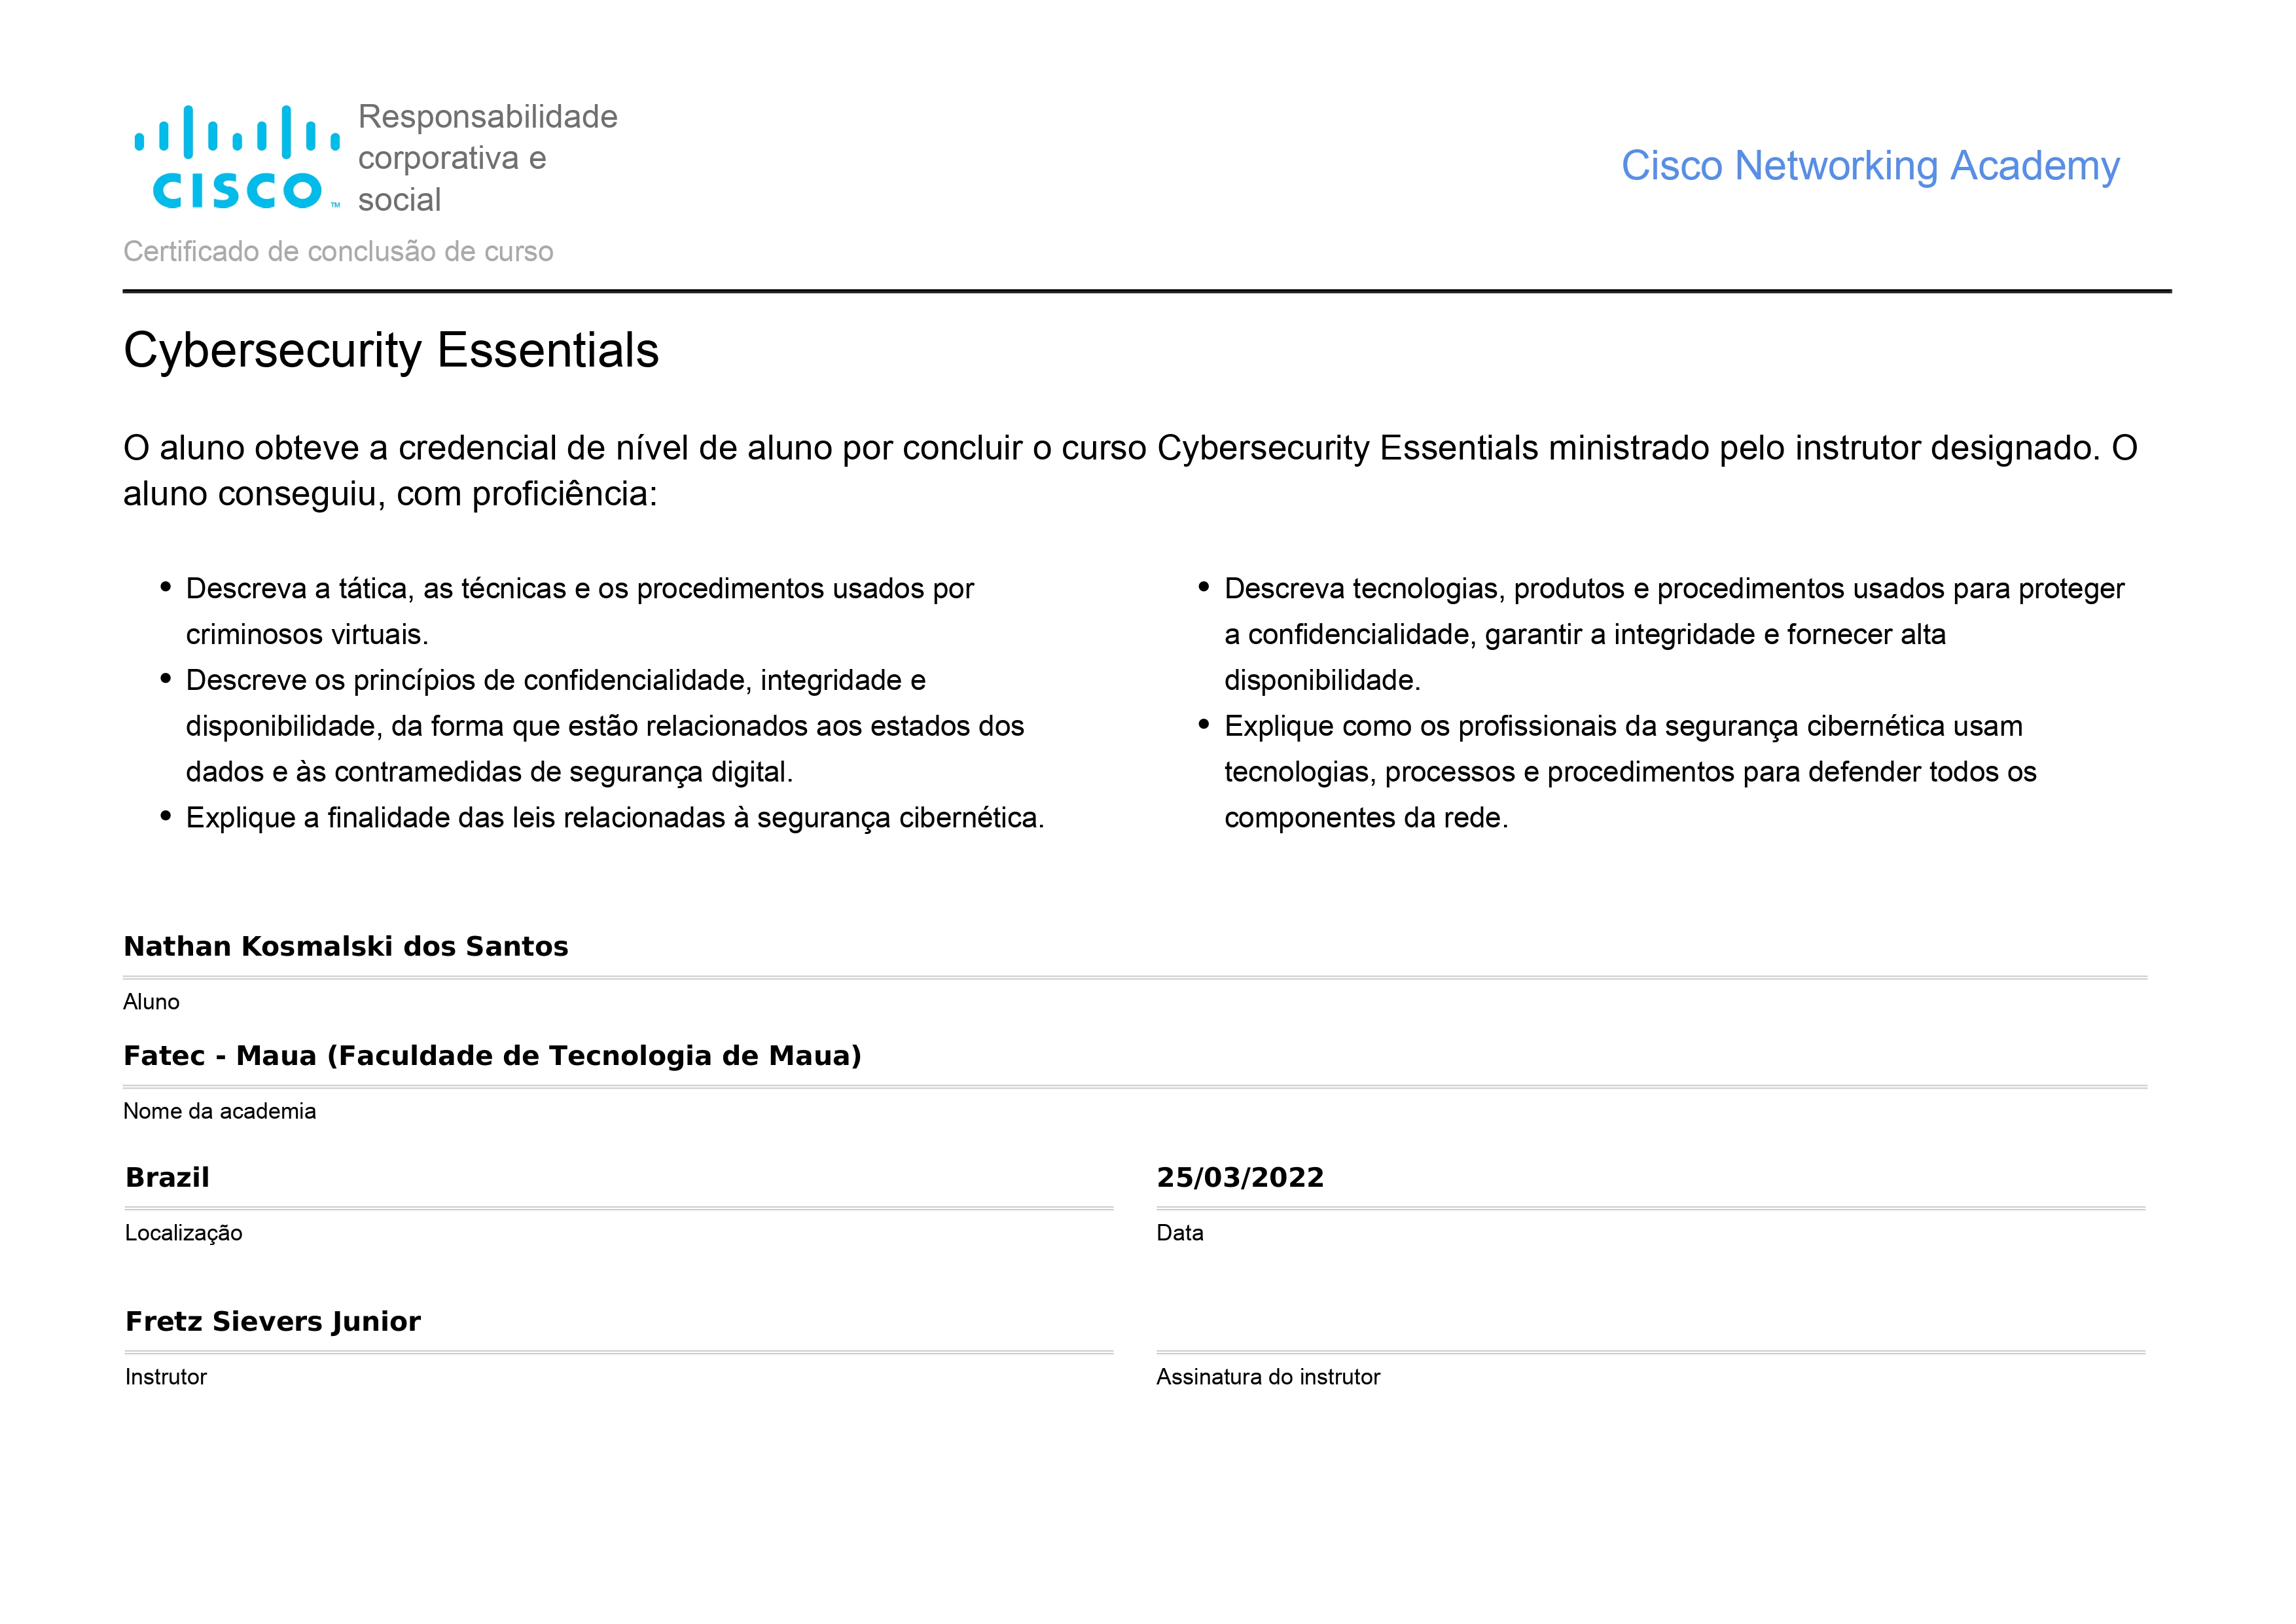 Responsabilidade
corporativa e
social
CISCO™
Cisco Networking Academy
Certificado de conclusão de curso
Cybersecurity Essentials
O aluno obteve a credencial de nível de aluno por concluir o curso Cybersecurity Essentials ministrado pelo instrutor designado. O
aluno conseguiu, com proficiência:
• Descreva a tática, as técnicas e os procedimentos usados por
criminosos virtuais.
• Descreve os princípios de confidencialidade, integridade e
disponibilidade, da forma que estão relacionados aos estados dos
dados e às contramedidas de segurança digital.
• Explique a finalidade das leis relacionadas à segurança cibernética.
• Descreva tecnologias, produtos e procedimentos usados para proteger
a confidencialidade, garantir a integridade e fornecer alta
disponibilidade.
• Explique como os profissionais da segurança cibernética usam
tecnologias, processos e procedimentos para defender todos os
componentes da rede.
Nathan Kosmalski dos Santos
Aluno
Fatec - Maua (Faculdade de Tecnologia de Maua)
Nome da academia
Brazil
Localização
25/03/2022
Data
Fretz Sievers Junior
Instrutor
Assinatura do instrutor